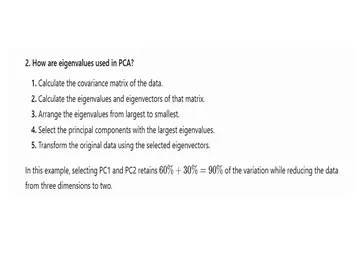 2. How are eigenvalues used in PCA?
1. Calculate the covariance matrix of the data.
2. Calculate the eigenvalues and eigenvectors of that matrix.
3. Arrange the eigenvalues from largest to smallest.
4. Select the principal components with the largest eigenvalues.
5. Transform the original data using the selected eigenvectors.
In this example, selecting PC1 and PC2 retains 60% + 30% = 90% of the variation while reducing the data
from three dimensions to two.